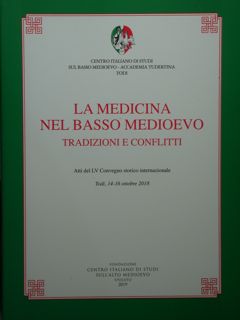 CENTRO ITALIANO DI STUDI
SUL BASSO MEDIOEVO - ACCADEMIA TUDERTINA
TODI
LA MEDICINA
NEL BASSO MEDIOEVO
TRADIZIONI E CONFLITTI
Atti del LV Convegno storico internazionale
Todi, 14-16 ottobre 2018
FONDAZIONE
CENTRO ITALIANO DI STUDI
SULL'ALTO MEDIOEVO
SPOLETO
2019